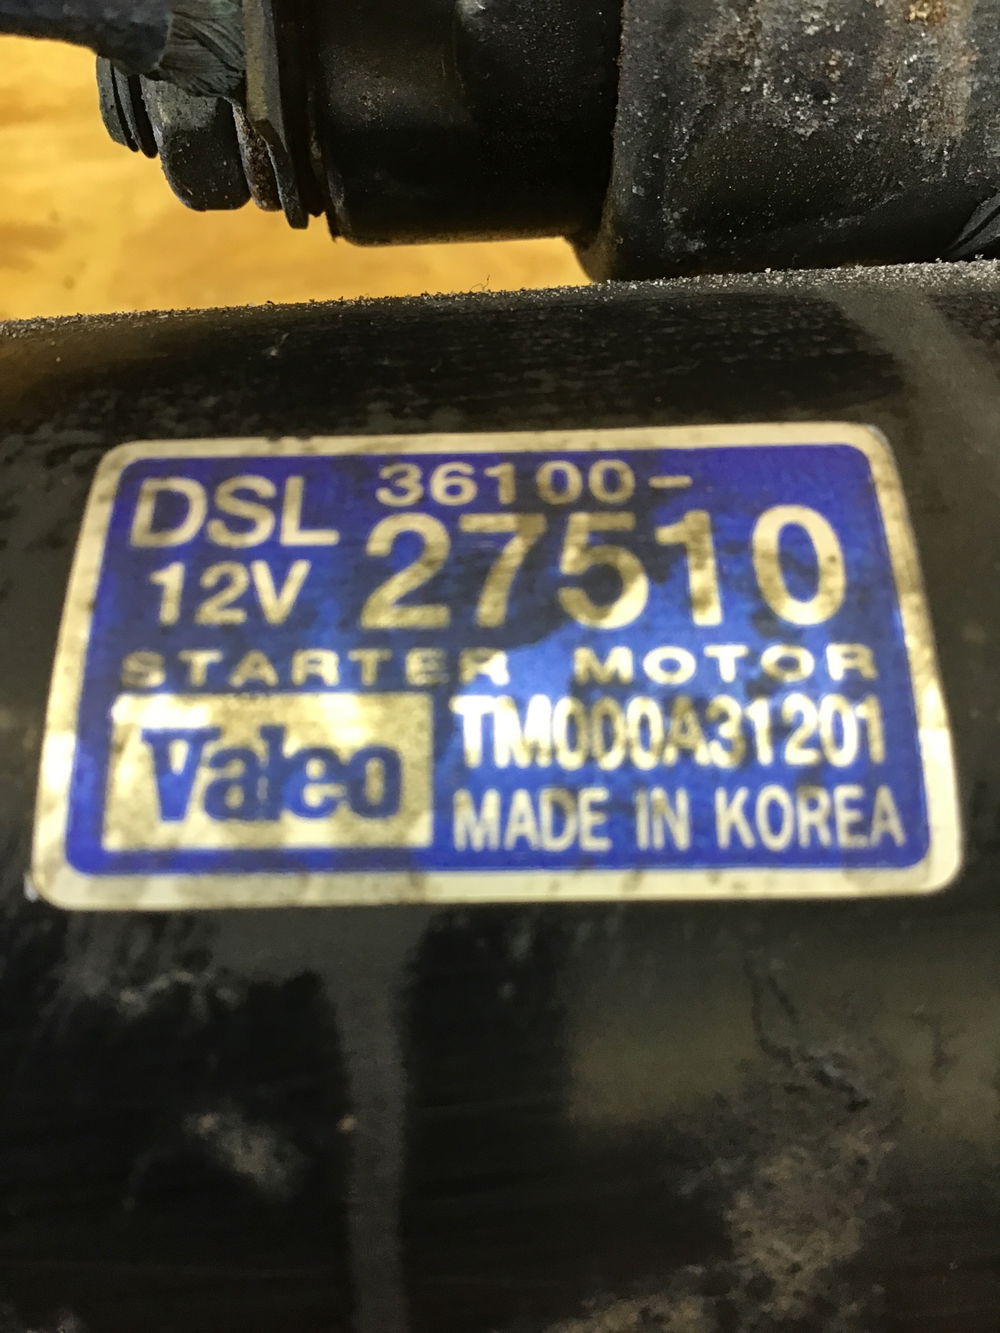 DSL 36100-
12V 27510
STARTER MOTOR
Valeo TM000A31201
MADE IN KOREA